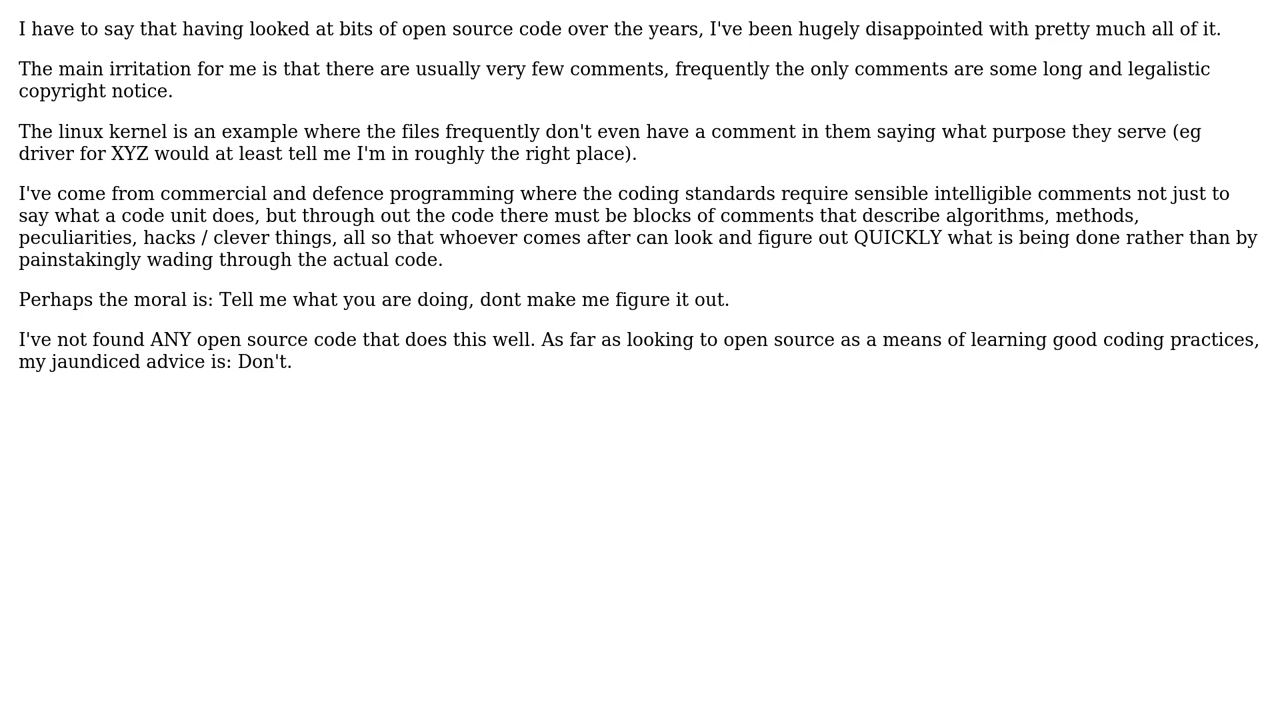 I have to say that having looked at bits of open source code over the years, I've been hugely disappointed with pretty much all of it.
The main irritation for me is that there are usually very few comments, frequently the only comments are some long and legalistic
copyright notice.
The linux kernel is an example where the files frequently don't even have a comment in them saying what purpose they serve (eg
driver for XYZ would at least tell me I'm in roughly the right place).
I've come from commercial and defence programming where the coding standards require sensible intelligible comments not just to
say what a code unit does, but through out the code there must be blocks of comments that describe algorithms, methods,
peculiarities, hacks / clever things, all so that whoever comes after can look and figure out QUICKLY what is being done rather than by
painstakingly wading through the actual code.
Perhaps the moral is: Tell me what you are doing, dont make me figure it out.
I've not found ANY open source code that does this well. As far as looking to open source as a means of learning good coding practices,
my jaundiced advice is: Don't.